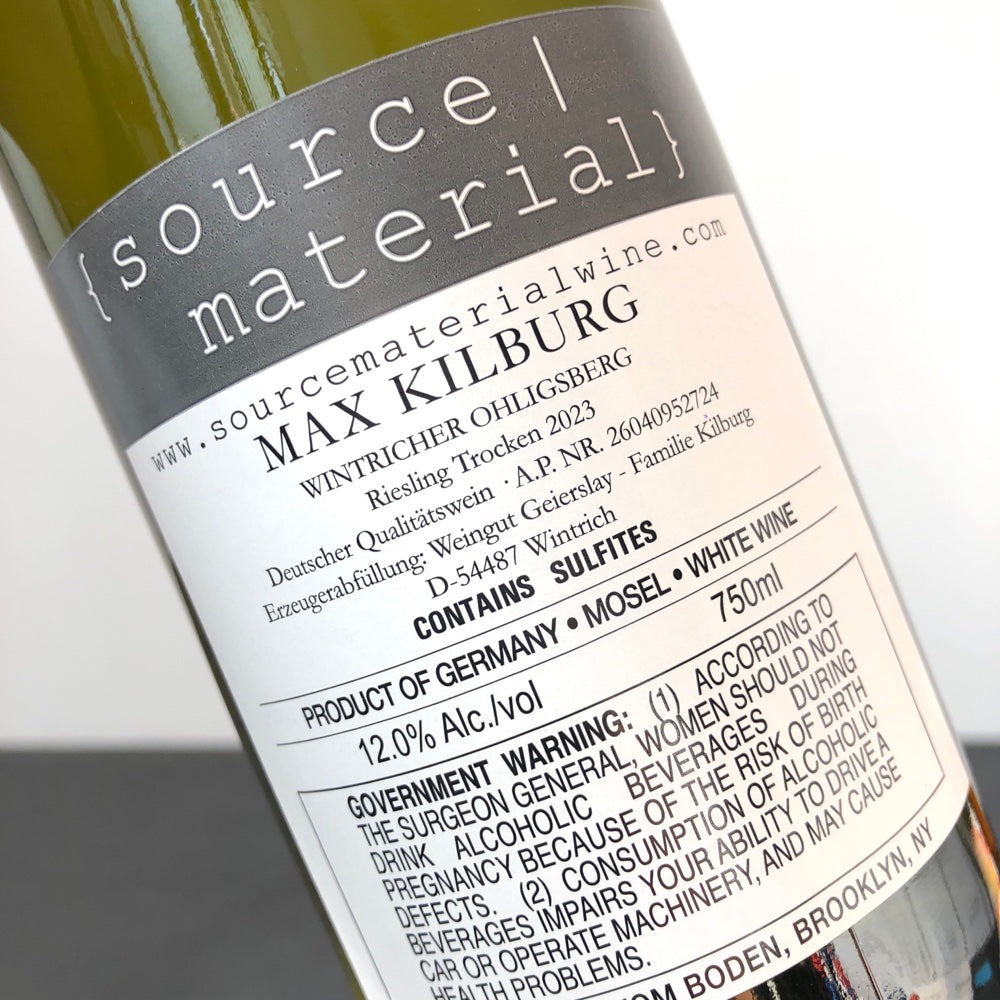 {source|
material}
www.sourcematerialwine.com
MAX KILBURG
WINTRICHER OHLIGSBERG
Riesling Trocken 2023
Deutscher Qualitätswein · A.P. NR. 26040952724
Erzeugerabfüllung: Weingut Geierslay - Familie Kilburg
D-54487 Wintrich
CONTAINS SULFITES
PRODUCT OF GERMANY • MOSEL • WHITE WINE
12.0% Alc./vol 750ml
GOVERNMENT WARNING: (1) ACCORDING TO
THE SURGEON GENERAL, WOMEN SHOULD NOT
DRINK ALCOHOLIC BEVERAGES DURING
PREGNANCY BECAUSE OF THE RISK OF BIRTH
DEFECTS. (2) CONSUMPTION OF ALCOHOLIC
BEVERAGES IMPAIRS YOUR ABILITY TO DRIVE A
CAR OR OPERATE MACHINERY, AND MAY CAUSE
HEALTH PROBLEMS.
BODEN, BROOKLYN, NY